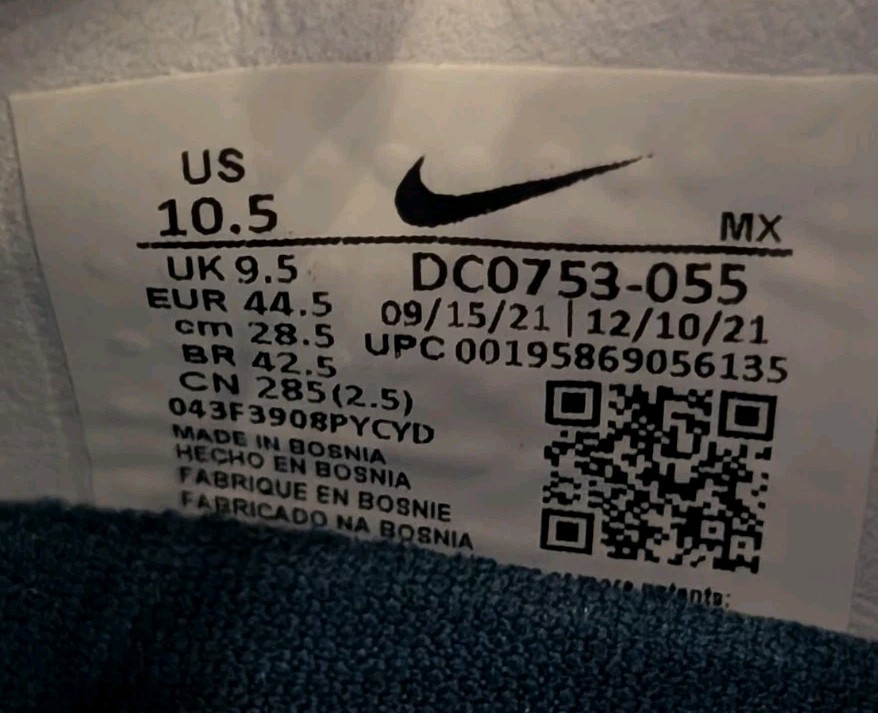 US
10.5
MX
UK 9.5
DC0753-055
EUR 44.5
09/15/21 | 12/10/21
cm 28.5
UPC 00195869056135
BR 42.5
CN 285(2.5)
043F3908PYCYD
MADE IN BOSNIA
HECHO EN BOSNIA
FABRIQUE EN BOSNIE
FABRICADO NA BOSNIA
patents: